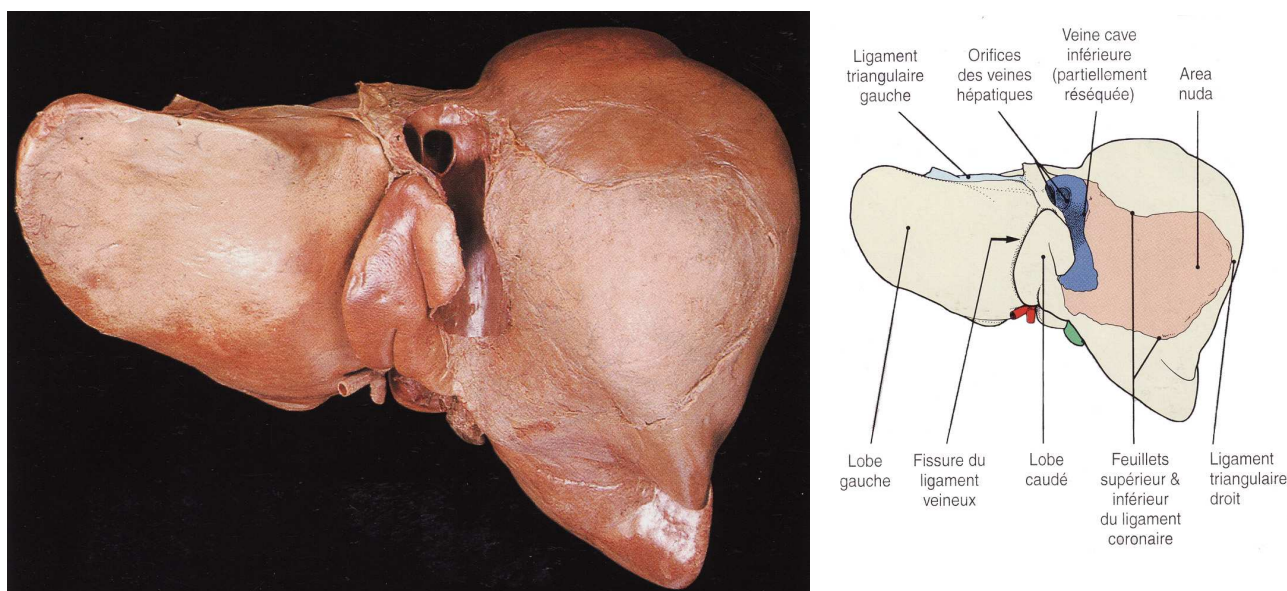 Ligament
triangulaire
gauche
Orifices
des veines
hépatiques
Veine cave
inférieure
(partiellement
réséquée)
Area
nuda
Lobe
gauche
Fissure du
ligament
veineux
Lobe
caudé
Feuillets
supérieur &
inférieur
du ligament
coronaire
Ligament
triangulaire
droit